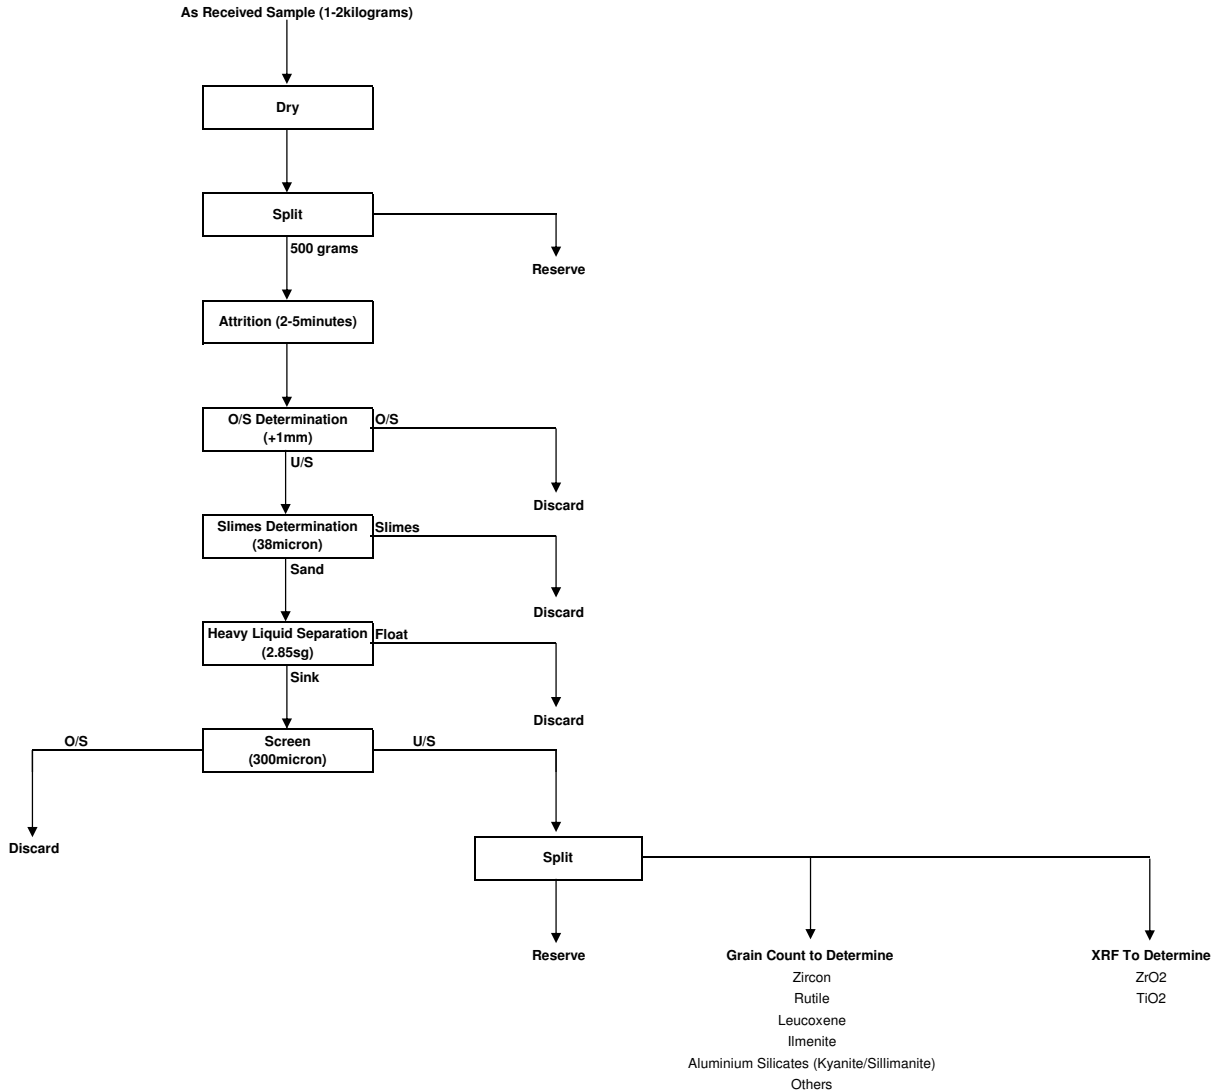 As Received Sample (1-2kilograms)
Dry
Split
500 grams
Reserve
Attrition (2-5minutes)
O/S Determination
(+1mm)
O/S
U/S
Discard
Slimes Determination
(38micron)
Slimes
Sand
Discard
Heavy Liquid Separation
(2.85sg)
Float
Sink
Discard
O/S
Screen
(300micron)
U/S
Discard
Split
Reserve
Grain Count to Determine
Zircon
Rutile
Leucoxene
Ilmenite
Aluminium Silicates (Kyanite/Sillimanite)
Others
XRF To Determine
ZrO2
TiO2